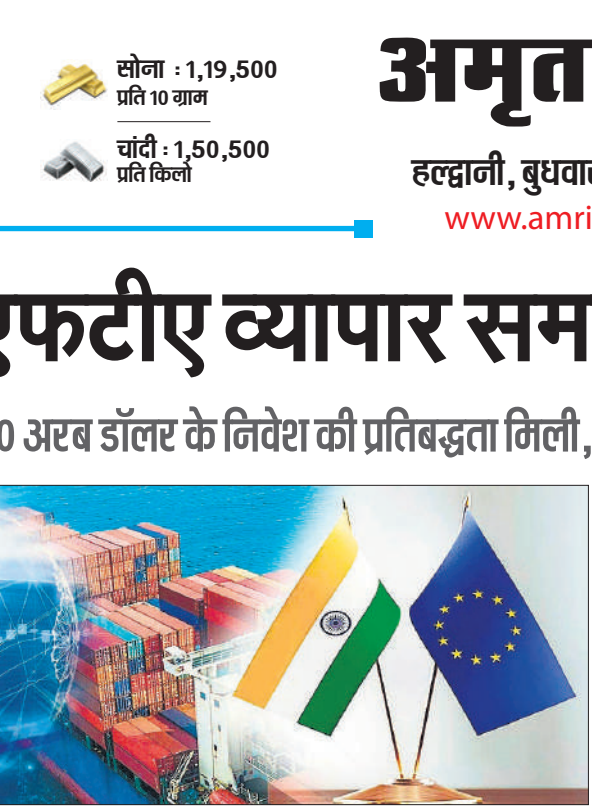 सोना : 1,19,500
प्रति 10 ग्राम
चांदी : 1,50,500
प्रति किलो
अमृत
हल्द्वानी, बुधवार
www.amri
एफटीए व्यापार सम
0 अरब डॉलर के निवेश की प्रतिबद्धता मिली,